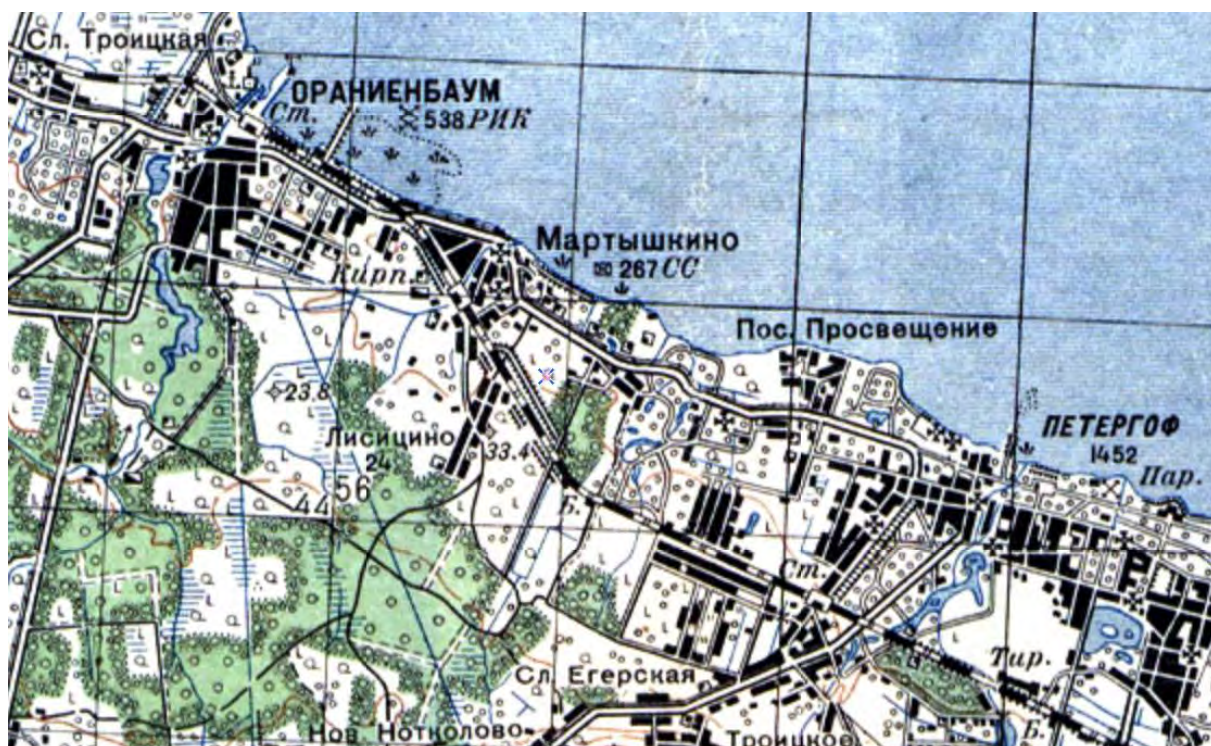 Сл. Троицкая
ОРАНИЕНБАУМ
Ст.
538 РИК
Мартышкино
267 СС
Кирп.
Пос. Просвещение
23.8
Лисицино
24
33.4
ПЕТЕРГОФ
1452
Пар.
56
44
Б.
Ст.
Сл. Егерская
Тир.
Нов. Нотколово
Троицкое
Б.